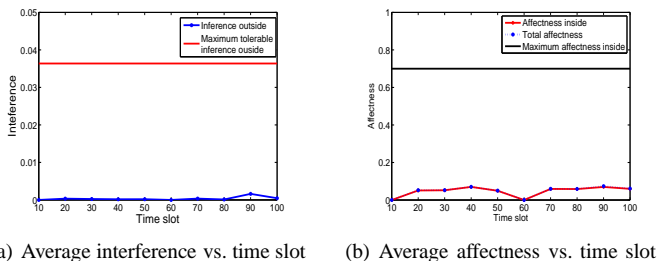 0.05
0.04
0.03
0.02
0.01
0
Inteference
10 20 30 40 50 60 70 80 90 100
Time slot
Inference outside
Maximum tolerable
inference ouside
1
0.8
0.6
0.4
0.2
0
Affectness
10 20 30 40 50 60 70 80 90 100
Time slot
Affectness inside
Total affectness
Maximum affectness inside
a) Average interference vs. time slot
(b) Average affectness vs. time slot